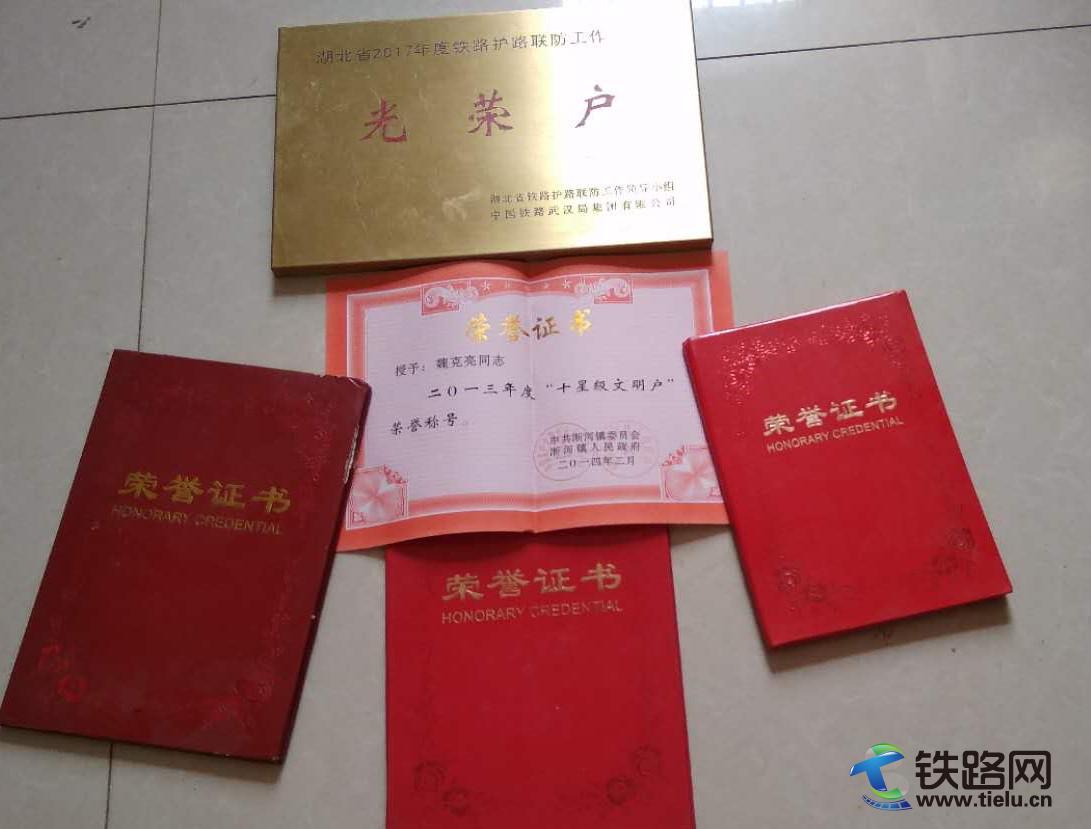 湖北省2017年度铁路护路联防工作
光荣户
湖北省铁路护路联防工作领导小组
中国铁路武汉局集团有限公司
荣誉证书
授予：魏克亮同志
二〇一三年度“十星级文明户”
荣誉称号。
中共淅河镇委员会
淅河镇人民政府
二〇一四年二月
荣誉证书
HONORARY CREDENTIAL
荣誉证书
HONORARY CREDENTIAL
荣誉证书
HONORARY CREDENTIAL
铁路网
www.tielu.cn